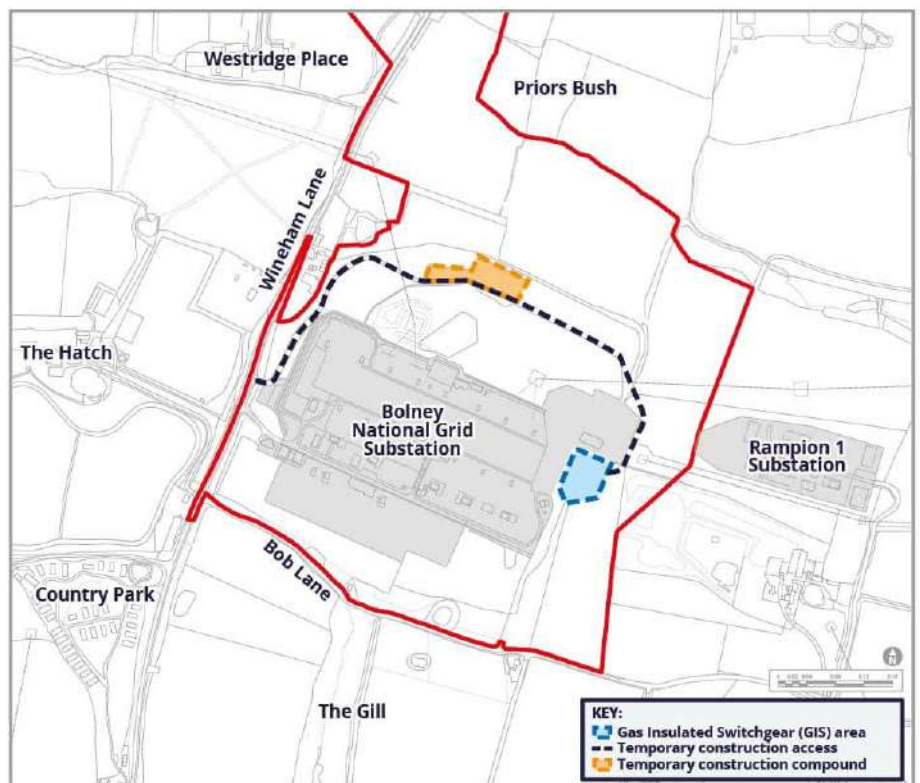 Westridge Place
Priors Bush
Wineham Lane
The Hatch
Bolney
National Grid
Substation
Rampion 1
Substation
Bob Lane
Country Park
The Gill
KEY:
Gas Insulated Switchgear (GIS) area
Temporary construction access
Temporary construction compound